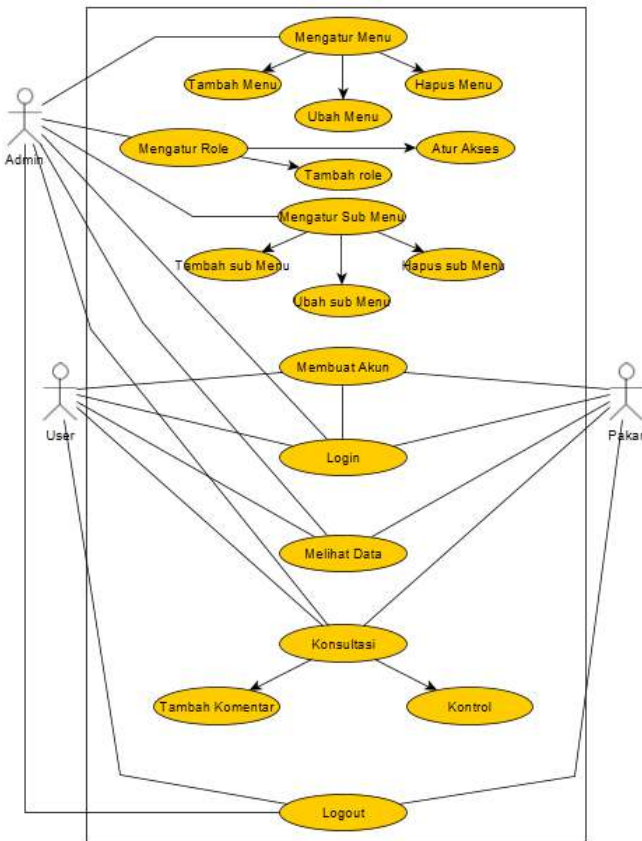 Mengatur Menu
Tambah Menu
Hapus Menu
Ubah Menu
Admin
Mengatur Role
Atur Akses
Tambah role
Mengatur Sub Menu
Tambah sub Menu
Hapus sub Menu
Ubah sub Menu
Membuat Akun
User
Pakar
Login
Melihat Data
Konsultasi
Tambah Komentar
Kontrol
Logout